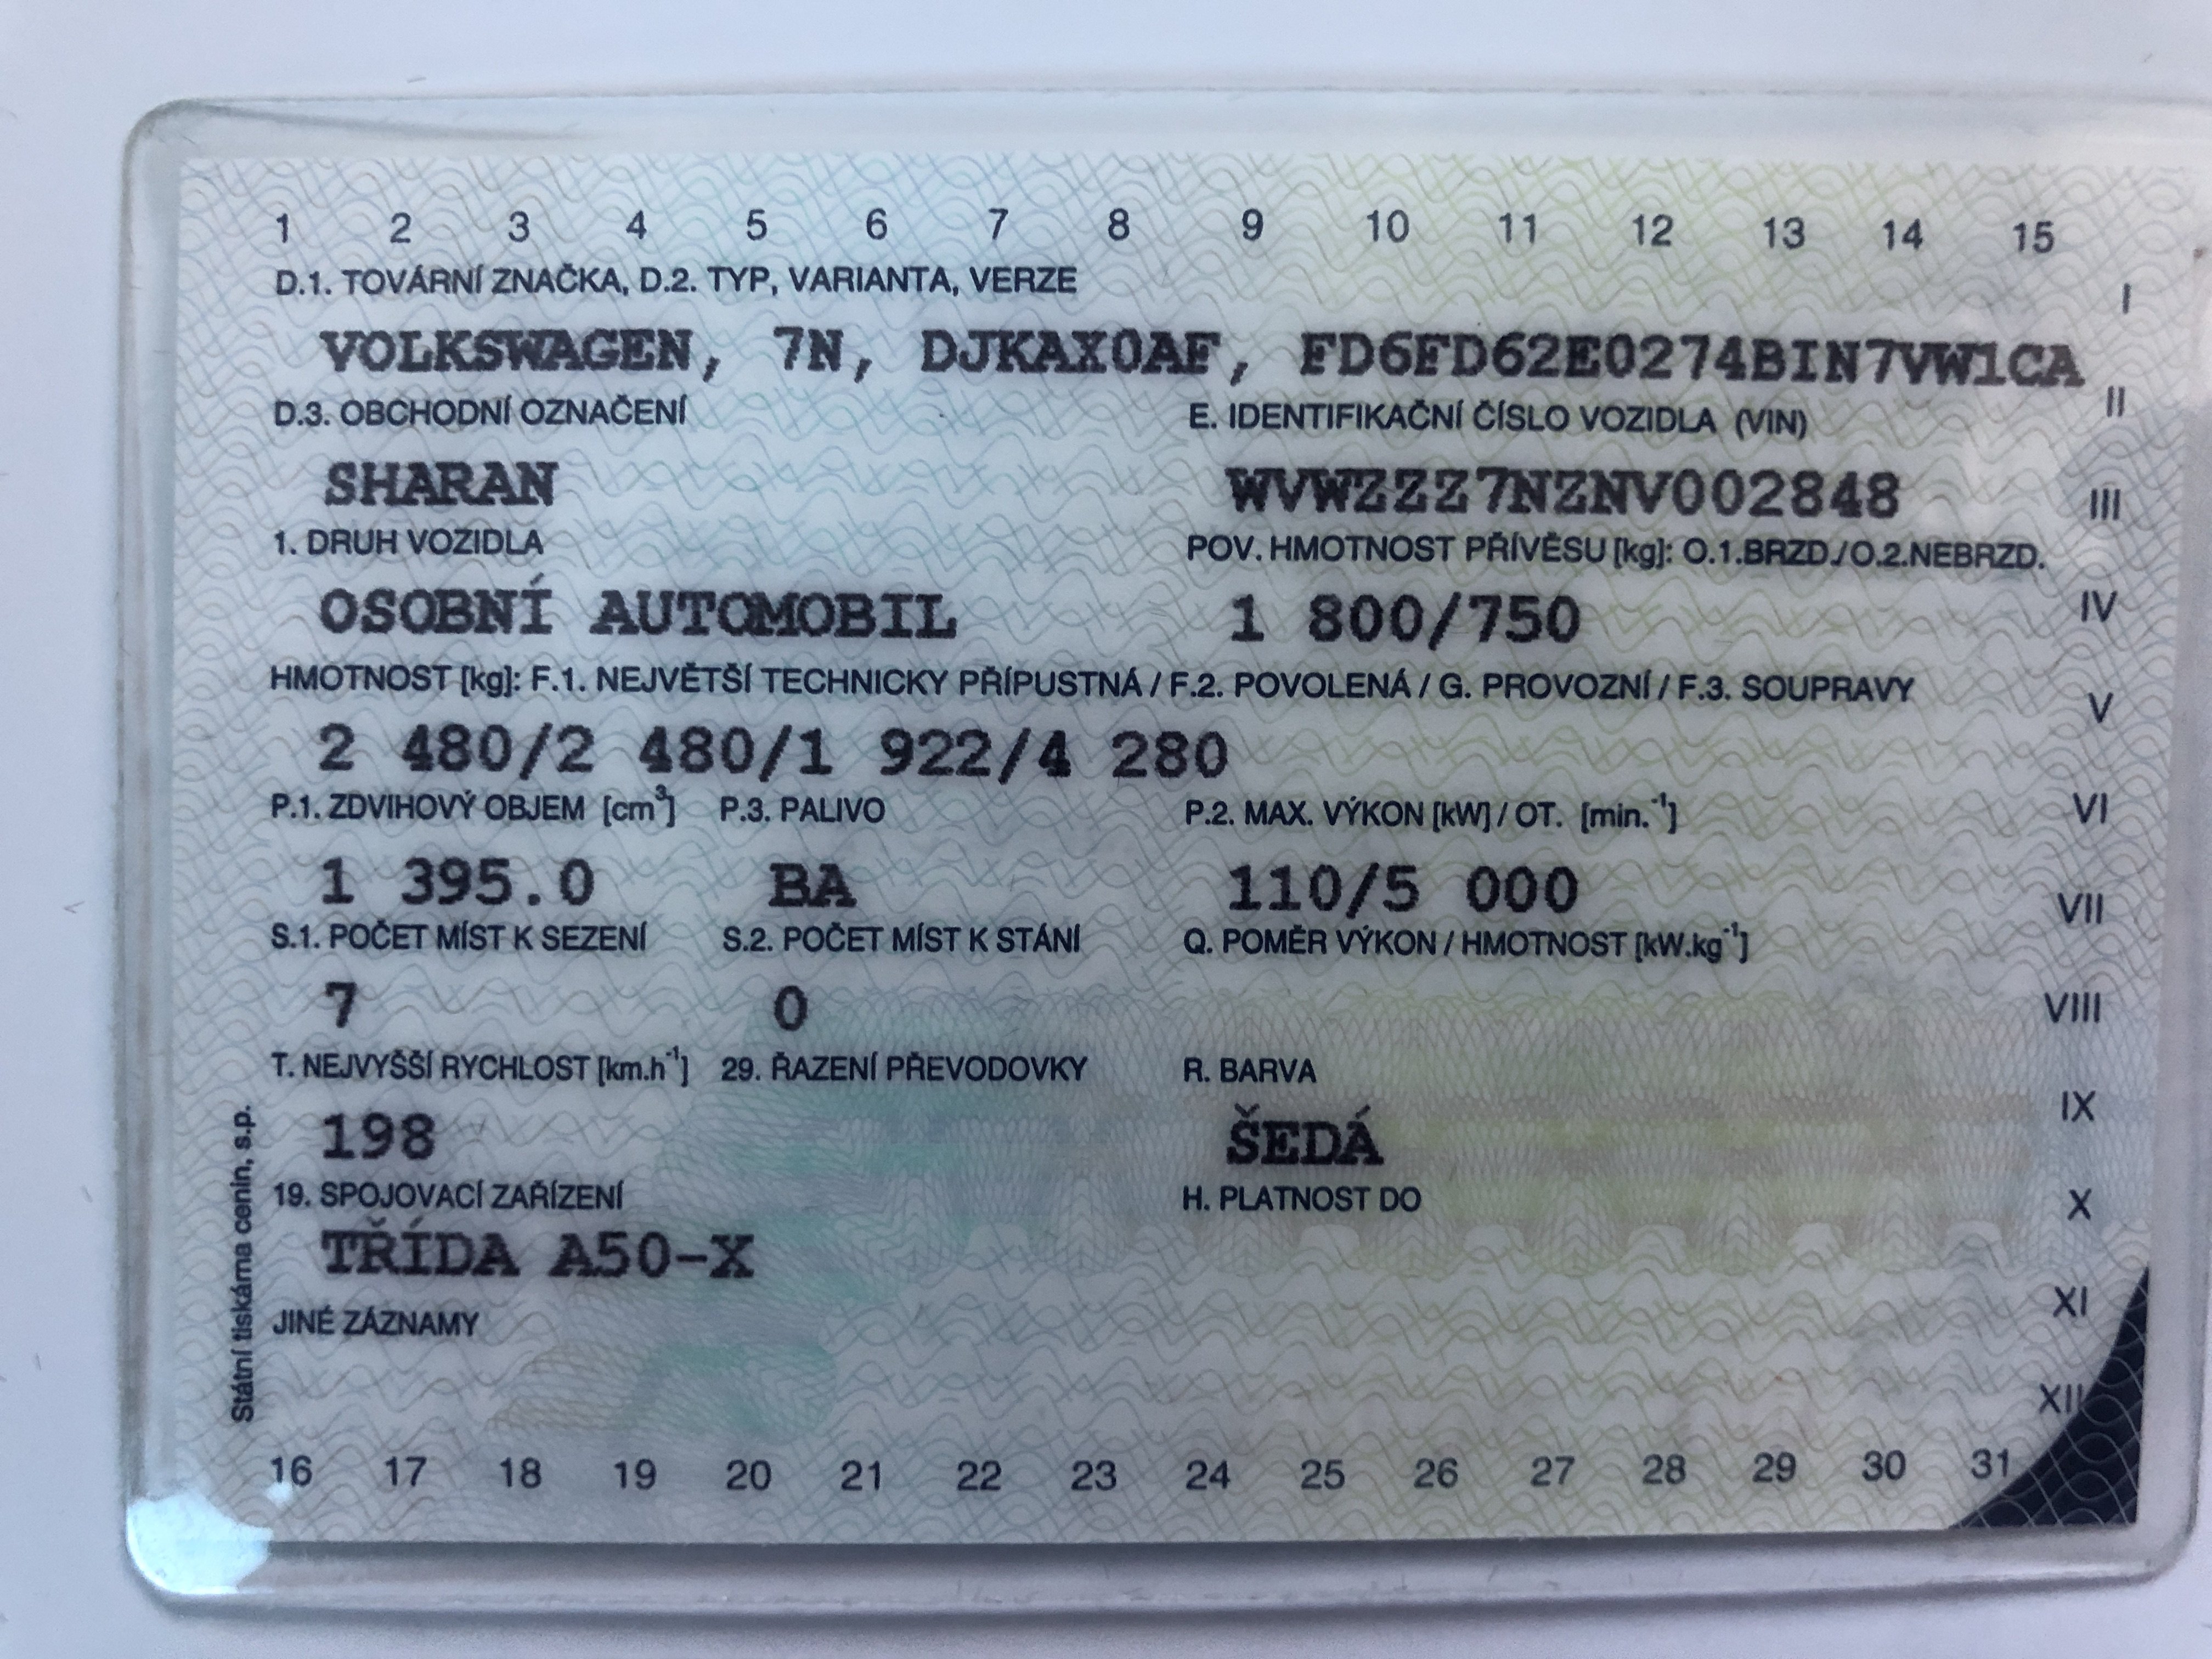 1 2 3 4 5 6 7 8 9 10 11 12 13 14 15
D.1. TOVÁRNÍ ZNAČKA, D.2. TYP, VARIANTA, VERZE
I
VOLKSWAGEN, 7N, DJKAX0AF, FD6FD62E0274BIN7VW1CA
D.3. OBCHODNÍ OZNAČENÍ E. IDENTIFIKAČNÍ ČÍSLO VOZIDLA (VIN)
II
SHARAN WVWZZZ7NZNV002848
III
1. DRUH VOZIDLA POV. HMOTNOST PŘÍVĚSU [kg]: O.1.BRZD./O.2.NEBRZD.
OSOBNÍ AUTOMOBIL 1 800/750
IV
HMOTNOST [kg]: F.1. NEJVĚTŠÍ TECHNICKY PŘÍPUSTNÁ / F.2. POVOLENÁ / G. PROVOZNÍ / F.3. SOUPRAVY
V
2 480/2 480/1 922/4 280
P.1. ZDVIHOVÝ OBJEM [cm³] P.3. PALIVO P.2. MAX. VÝKON [kW] / OT. [min.⁻¹]
VI
1 395.0 BA 110/5 000
VII
S.1. POČET MÍST K SEZENÍ S.2. POČET MÍST K STÁNÍ Q. POMĚR VÝKON / HMOTNOST [kW.kg⁻¹]
7 0
VIII
T. NEJVYŠŠÍ RYCHLOST [km.h⁻¹] 29. ŘAZENÍ PŘEVODOVKY R. BARVA
IX
198 ŠEDÁ
19. SPOJOVACÍ ZAŘÍZENÍ H. PLATNOST DO
X
TŘÍDA A50-X
XI
JINÉ ZÁZNAMY
XII
16 17 18 19 20 21 22 23 24 25 26 27 28 29 30 31
Státní tiskárna cenin, s.p.